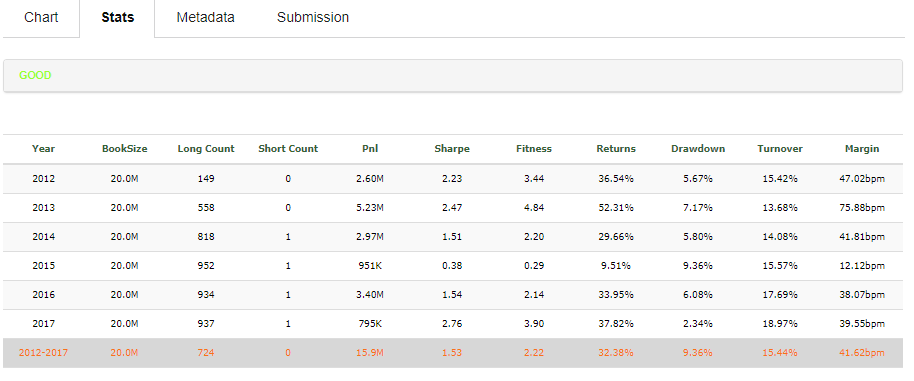 Chart Stats Metadata Submission
GOOD
Year BookSize Long Count Short Count Pnl Sharpe Fitness Returns Drawdown Turnover Margin
2012 20.0M 149 0 2.60M 2.23 3.44 36.54% 5.67% 15.42% 47.02bpm
2013 20.0M 558 0 5.23M 2.47 4.84 52.31% 7.17% 13.68% 75.88bpm
2014 20.0M 818 1 2.97M 1.51 2.20 29.66% 5.80% 14.08% 41.81bpm
2015 20.0M 952 1 951K 0.38 0.29 9.51% 9.36% 15.57% 12.12bpm
2016 20.0M 934 1 3.40M 1.54 2.14 33.95% 6.08% 17.69% 38.07bpm
2017 20.0M 937 1 795K 2.76 3.90 37.82% 2.34% 18.97% 39.55bpm
2012-2017 20.0M 724 0 15.9M 1.53 2.22 32.38% 9.36% 15.44% 41.62bpm